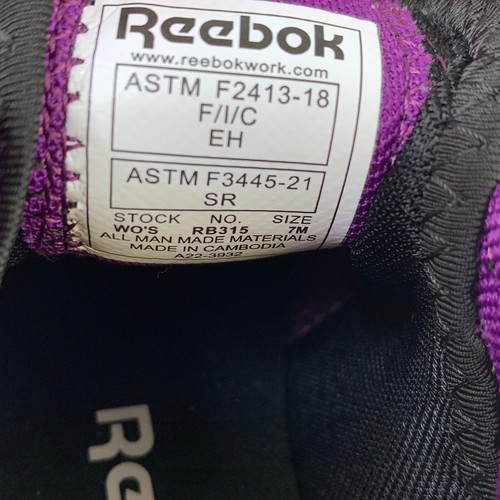 Reebok
www.reebokwork.com
ASTM F2413-18
F/I/C
EH
ASTM F3445-21
SR
STOCK NO. SIZE
WO'S RB315 7M
ALL MAN MADE MATERIALS
MADE IN CAMBODIA
A22-3932
Re